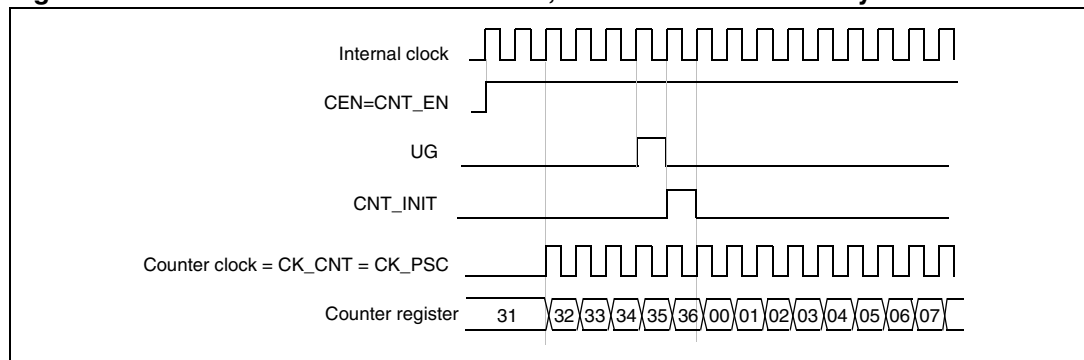 Internal clock
CEN=CNT_EN
UG
CNT_INIT
Counter clock = CK_CNT = CK_PSC
Counter register 31 32 33 34 35 36 00 01 02 03 04 05 06 07